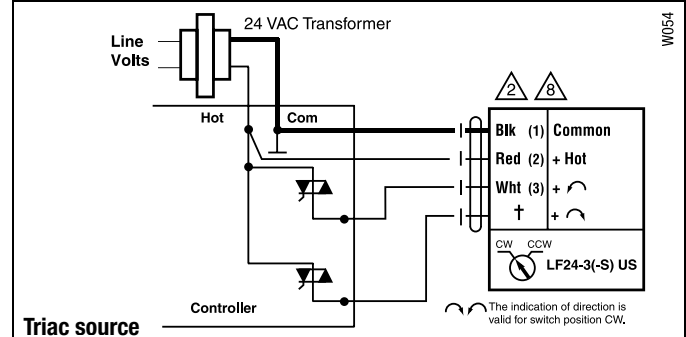 24 VAC Transformer
W054
Line
Volts
Hot
Com
2
8
Blk (1) Common
Red (2) + Hot
Wht (3) + ↶
† + ↷
CW CCW
LF24-3(-S) US
Controller
↷ ↶ The indication of direction is
valid for switch position CW.
Triac source